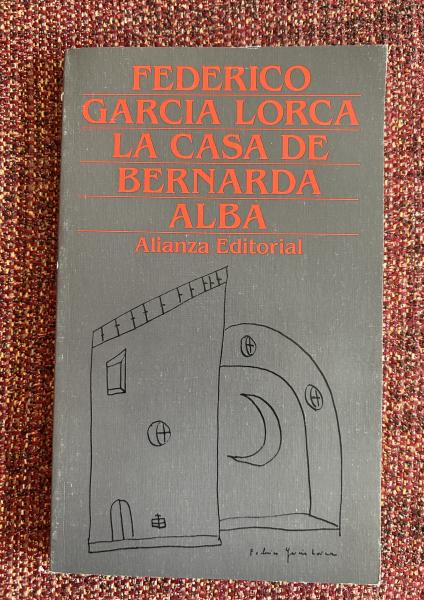 FEDERICO
GARCIA LORCA
LA CASA DE
BERNARDA
ALBA
Alianza Editorial